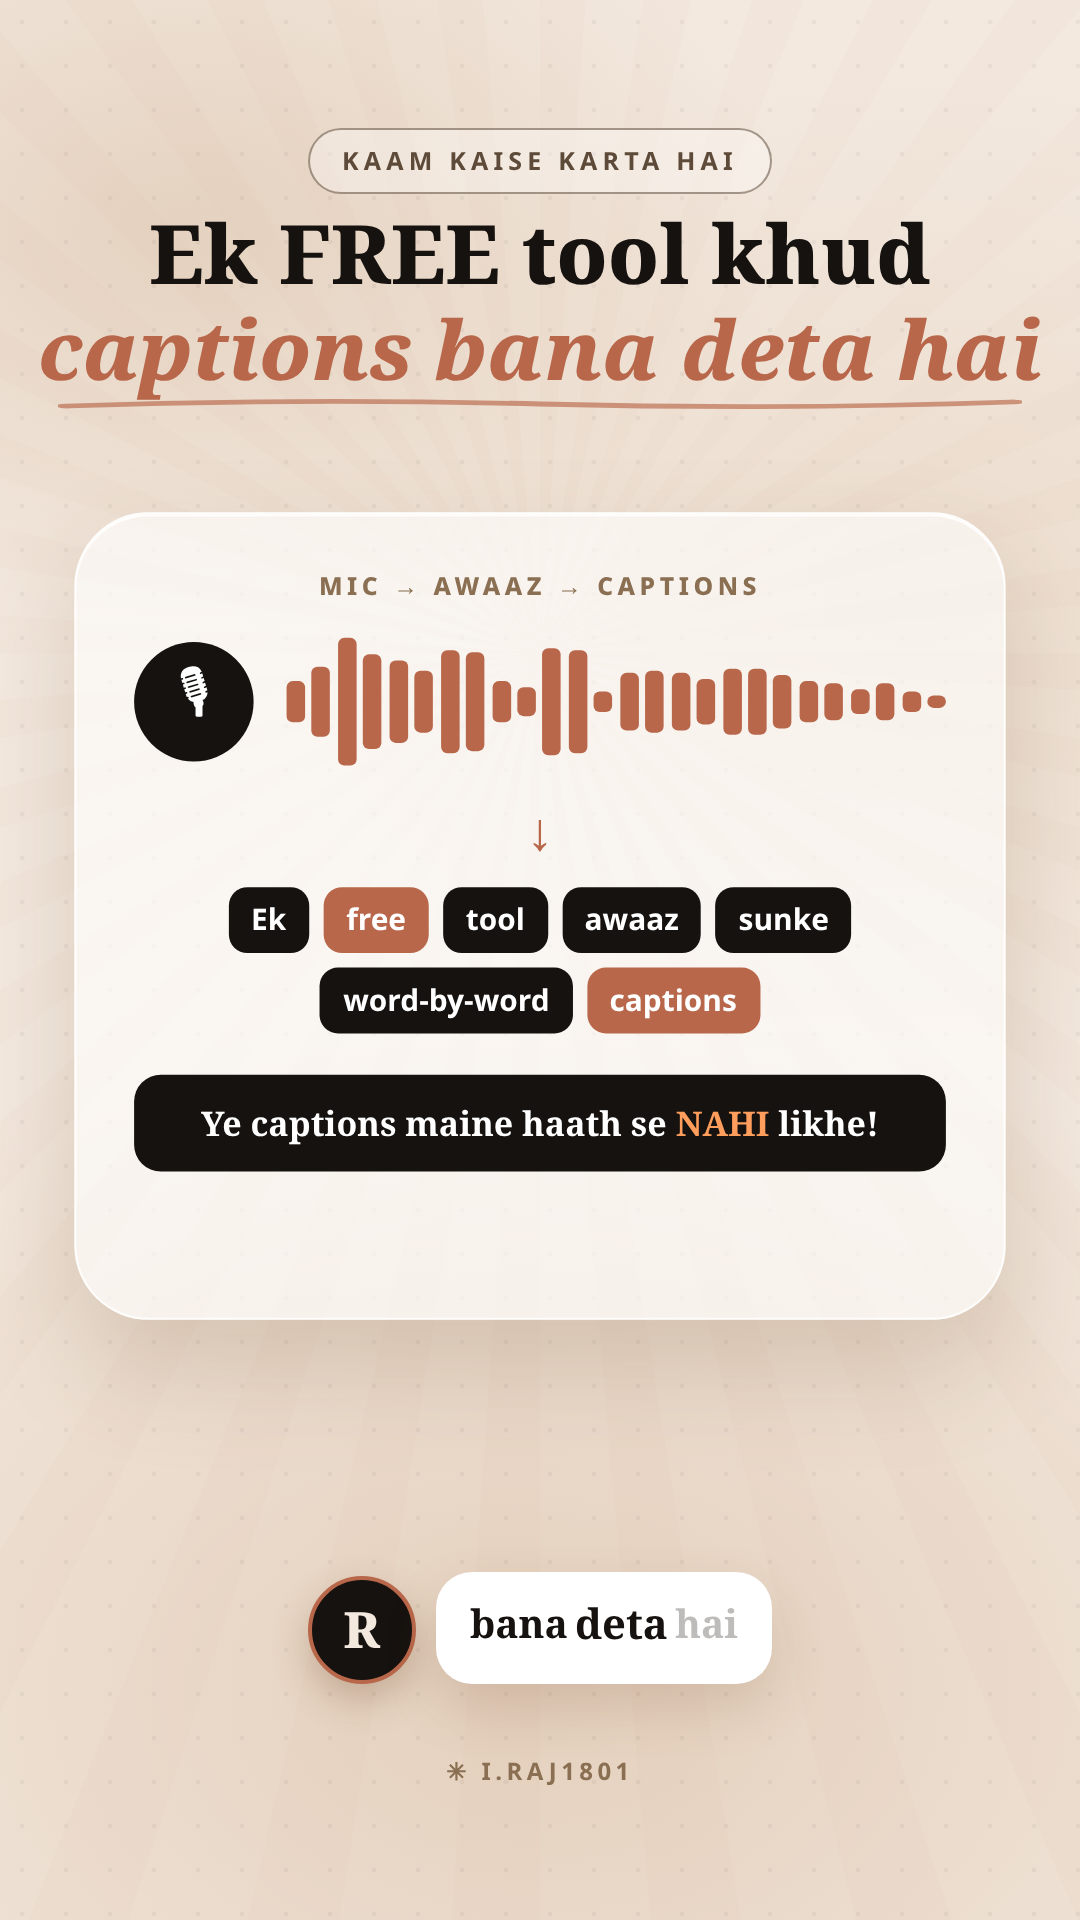 KAAM KAISE KARTA HAI
Ek FREE tool khud
captions bana deta hai
MIC → AWAAZ → CAPTIONS
↓
Ek free tool awaaz sunke
word-by-word captions
Ye captions maine haath se NAHI likhe!
R bana deta hai
✳ I.RAJ1801